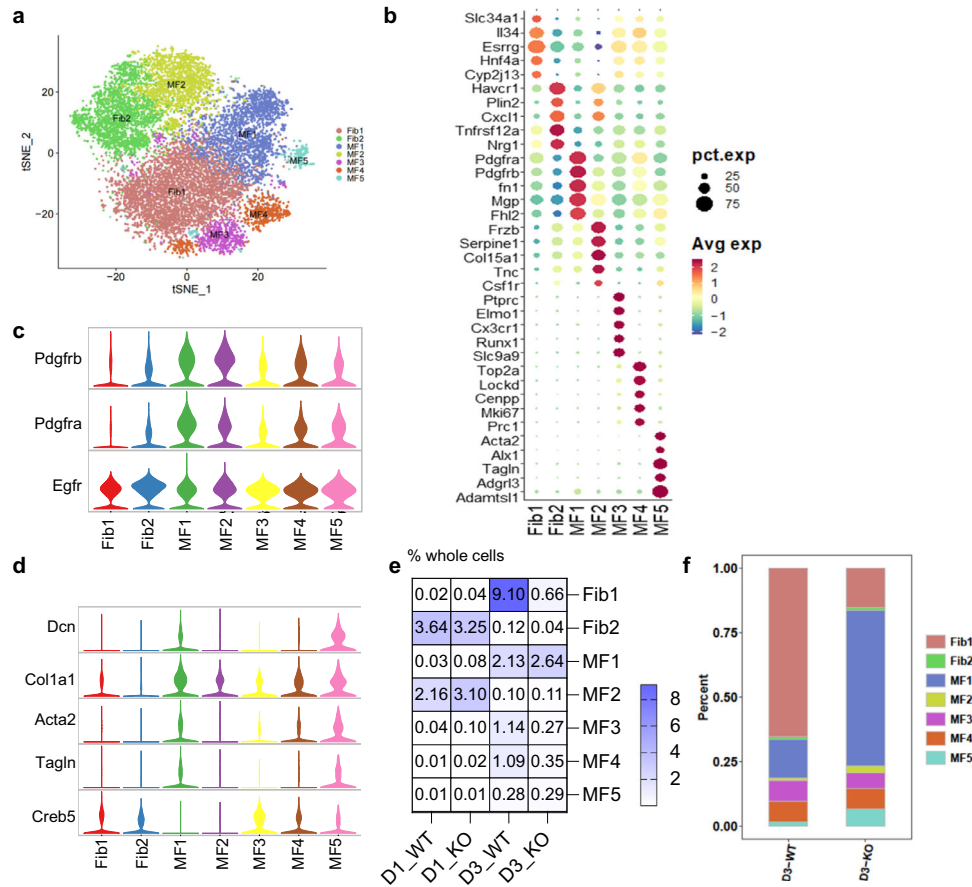 a
tSNE_2
20
0
−20
−20
0
20
tSNE_1
MF2
Fib2
MF1
MF5
Fib1
MF4
MF3
Fib1
Fib2
MF1
MF2
MF3
MF4
MF5
b
Slc34a1
Il34
Esrrg
Hnf4a
Cyp2j13
Havcr1
Plin2
Cxcl1
Tnfrsf12a
Nrg1
Pdgfra
Pdgfrb
fn1
Mgp
Fhl2
Frzb
Serpine1
Col15a1
Tnc
Csf1r
Ptprc
Elmo1
Cx3cr1
Runx1
Slc9a9
Top2a
Lockd
Cenpp
Mki67
Prc1
Acta2
Alx1
Tagln
Adgrl3
Adamtsl1
Fib1 Fib2 MF1 MF2 MF3 MF4 MF5
pct.exp
25
50
75
Avg exp
2
1
0
−1
−2
c
Pdgfrb
Pdgfra
Egfr
Fib1 Fib2 MF1 MF2 MF3 MF4 MF5
d
Dcn
Col1a1
Acta2
Tagln
Creb5
Fib1 Fib2 MF1 MF2 MF3 MF4 MF5
e
% whole cells
0.02 0.04 9.10 0.66 Fib1
3.64 3.25 0.12 0.04 Fib2
0.03 0.08 2.13 2.64 MF1
2.16 3.10 0.10 0.11 MF2
0.04 0.10 1.14 0.27 MF3
0.01 0.02 1.09 0.35 MF4
0.01 0.01 0.28 0.29 MF5
D1_WT D1_KO D3_WT D3_KO
8
6
4
2
f
Percent
1.00
0.75
0.50
0.25
0.00
D3-WT D3-KO
Fib1
Fib2
MF1
MF2
MF3
MF4
MF5